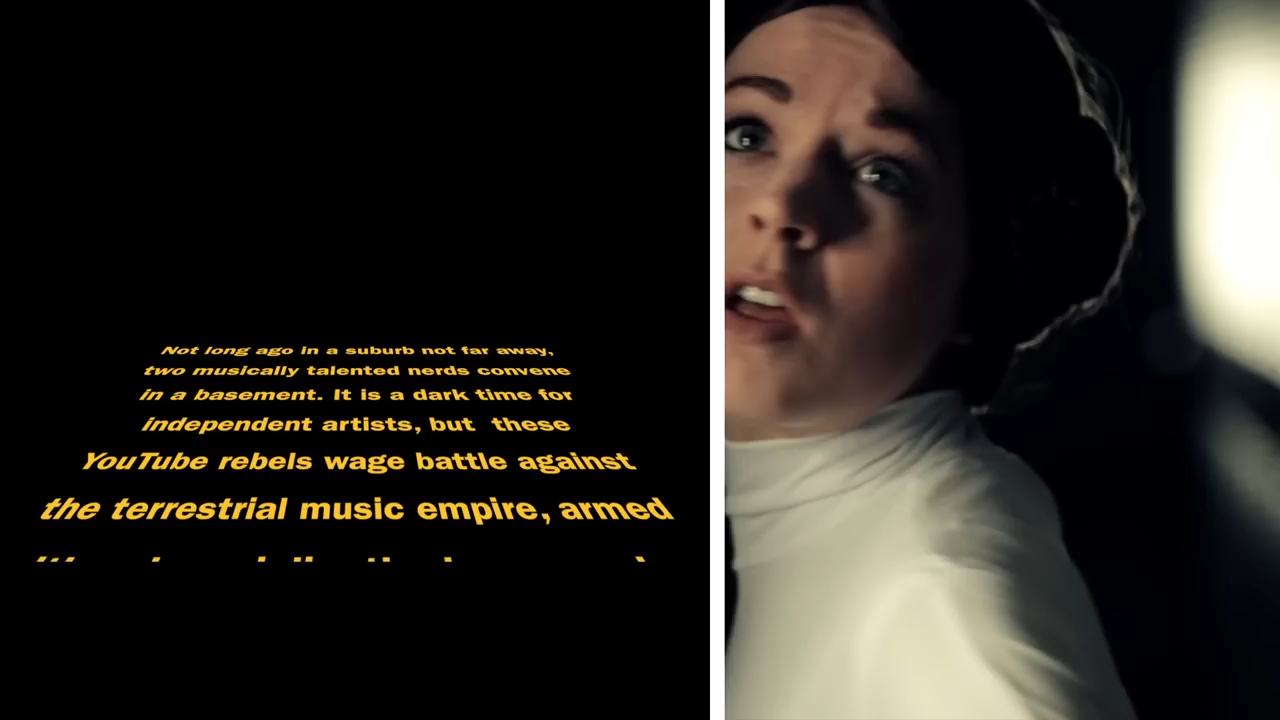 Not long ago in a suburb not far away,
two musically talented nerds convene
in a basement. It is a dark time for
independent artists, but these
YouTube rebels wage battle against
the terrestrial music empire, armed